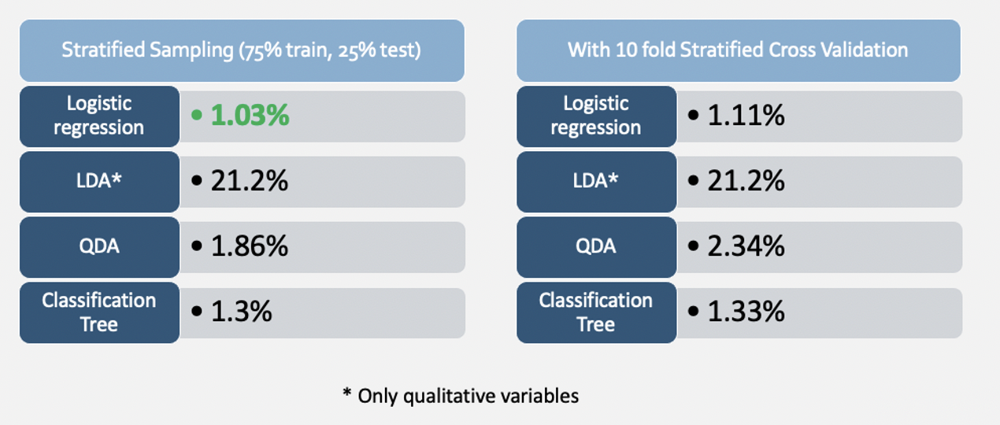 Stratified Sampling (75% train, 25% test)
Logistic
regression
• 1.03%
LDA*
• 21.2%
QDA
• 1.86%
Classification
Tree
• 1.3%
With 10 fold Stratified Cross Validation
Logistic
regression
• 1.11%
LDA*
• 21.2%
QDA
• 2.34%
Classification
Tree
• 1.33%
* Only qualitative variables